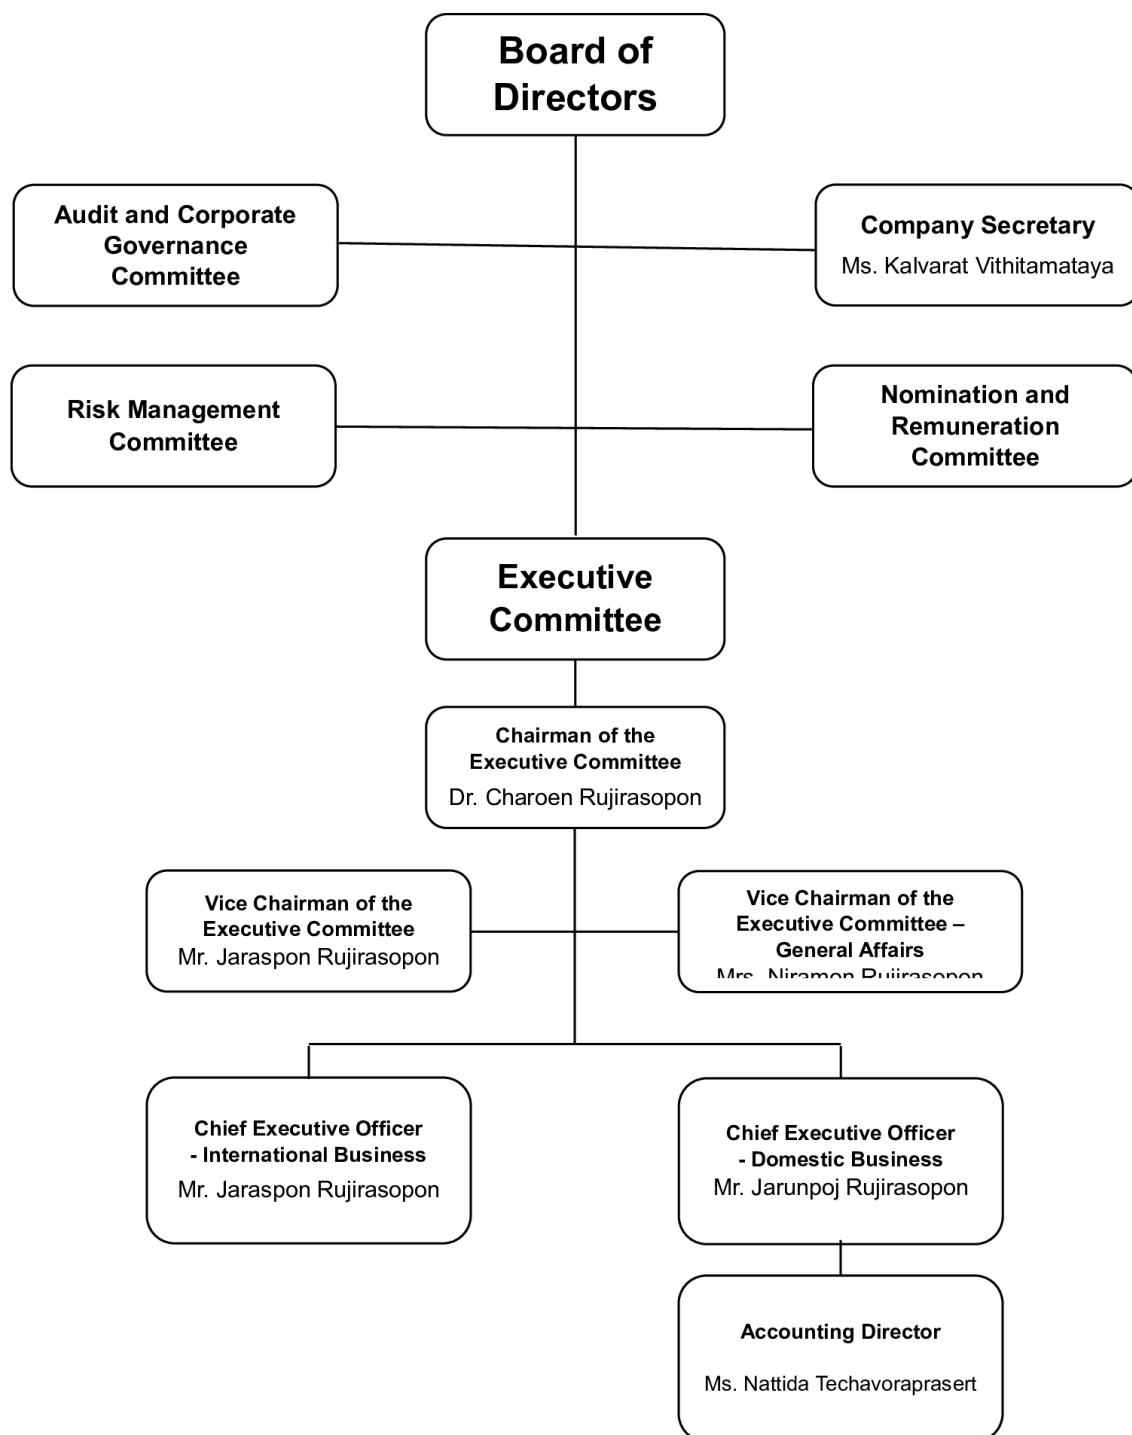 Board of
Directors
Audit and Corporate
Governance
Committee
Company Secretary
Ms. Kalvarat Vithitamataya
Risk Management
Committee
Nomination and
Remuneration
Committee
Executive
Committee
Chairman of the
Executive Committee
Dr. Charoen Rujirasopon
Vice Chairman of the
Executive Committee
Mr. Jaraspon Rujirasopon
Vice Chairman of the
Executive Committee –
General Affairs
Mrs. Niramon Rujirasopon
Chief Executive Officer
- International Business
Mr. Jaraspon Rujirasopon
Chief Executive Officer
- Domestic Business
Mr. Jarunpoj Rujirasopon
Accounting Director
Ms. Nattida Techavoraprasert